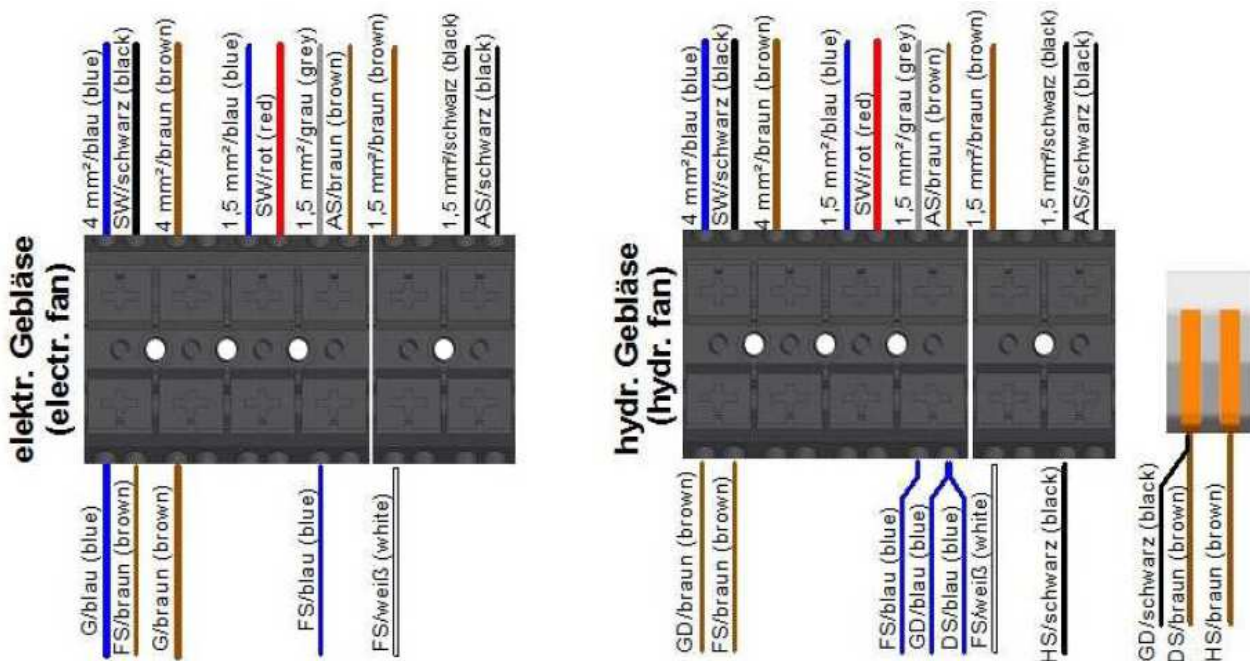 elektr. Gebläse
(electr. fan)
4 mm²/blau (blue)
SW/schwarz (black)
4 mm²/braun (brown)
1,5 mm²/blau (blue)
SW/rot (red)
1,5 mm²/grau (grey)
AS/braun (brown)
1,5 mm²/braun (brown)
1,5 mm²/schwarz (black)
AS/schwarz (black)
G/blau (blue)
FS/braun (brown)
G/braun (brown)
FS/blau (blue)
FS/weiß (white)
hydr. Gebläse
(hydr. fan)
4 mm²/blau (blue)
SW/schwarz (black)
4 mm²/braun (brown)
1,5 mm²/blau (blue)
SW/rot (red)
1,5 mm²/grau (grey)
AS/braun (brown)
1,5 mm²/braun (brown)
1,5 mm²/schwarz (black)
AS/schwarz (black)
GD/braun (brown)
FS/braun (brown)
FS/blau (blue)
GD/blau (blue)
DS/blau (blue)
FS/weiß (white)
HS/schwarz (black)
GD/schwarz (black)
DS/braun (brown)
HS/braun (brown)